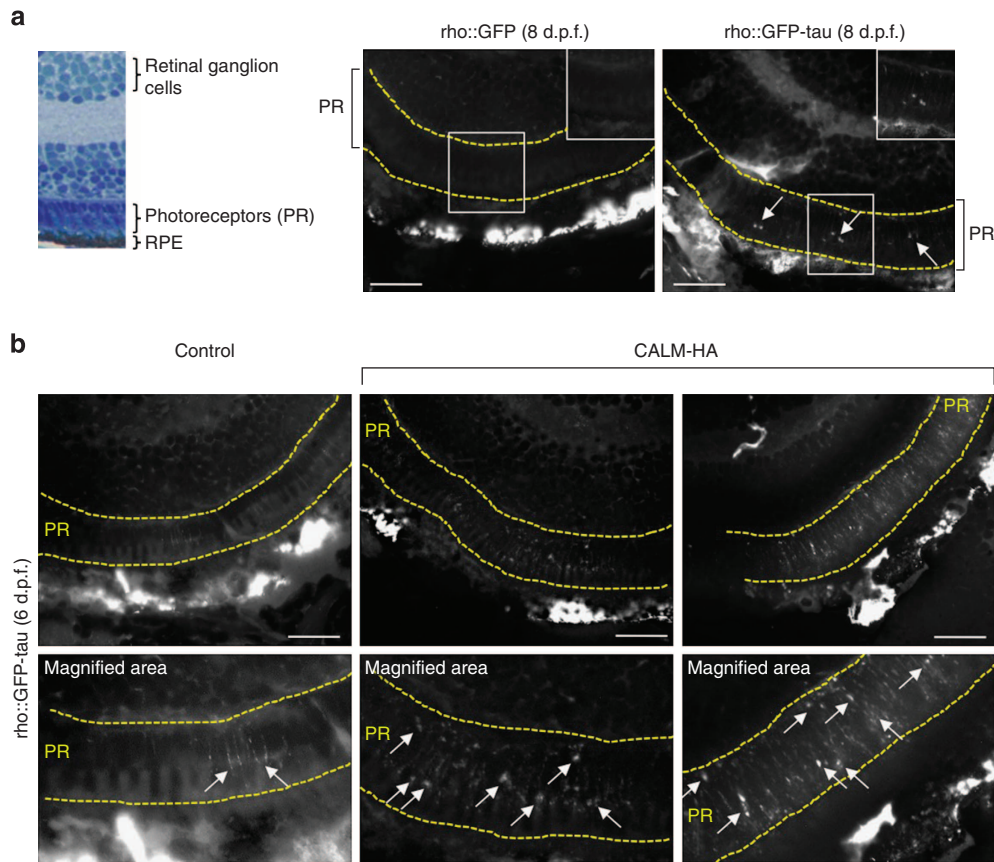 a
Retinal ganglion
cells
Photoreceptors (PR)
RPE
rho::GFP (8 d.p.f.)
rho::GFP-tau (8 d.p.f.)
PR
PR
b
Control
CALM-HA
rho::GFP-tau (6 d.p.f.)
PR
PR
PR
Magnified area
PR
Magnified area
PR
Magnified area
PR